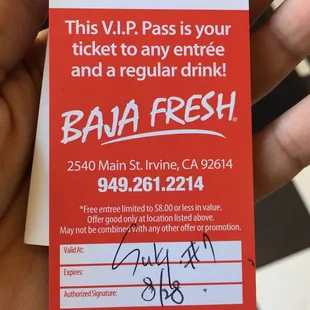 This V.I.P. Pass is your
ticket to any entrée
and a regular drink!
BAJA FRESH®
2540 Main St. Irvine, CA 92614
949.261.2214
*Free entree limited to $8.00 or less in value.
Offer good only at location listed above.
May not be combined with any other offer or promotion.
Valid At:
#7
Expires:
8/28
Authorized Signature: